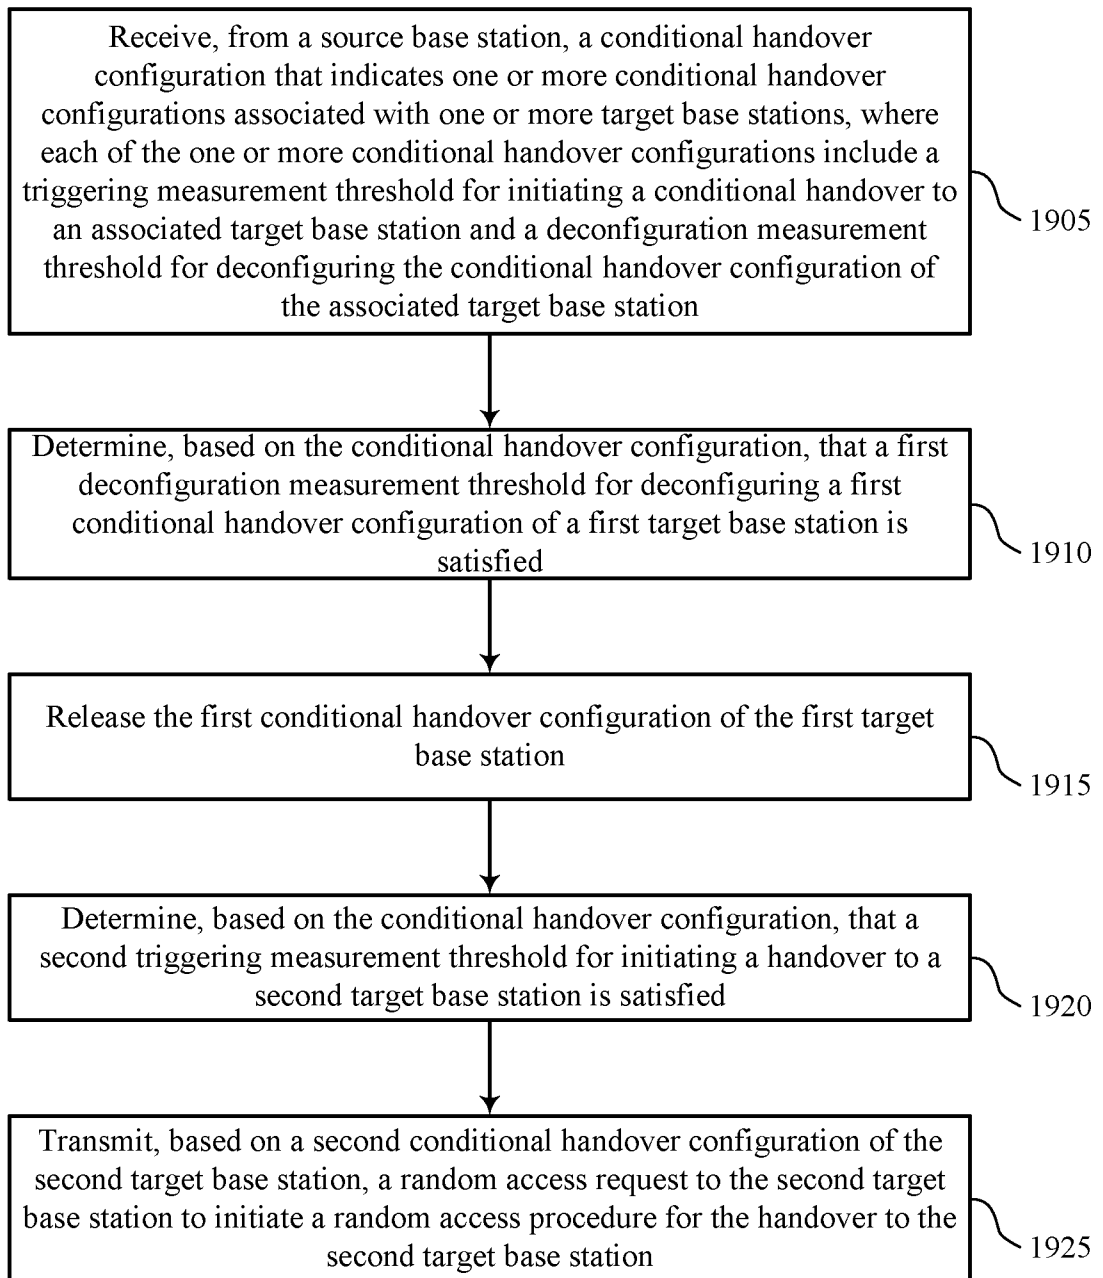 Receive, from a source base station, a conditional handover
configuration that indicates one or more conditional handover
configurations associated with one or more target base stations, where
each of the one or more conditional handover configurations include a
triggering measurement threshold for initiating a conditional handover to
an associated target base station and a deconfiguration measurement
threshold for deconfiguring the conditional handover configuration of
the associated target base station
1905
Determine, based on the conditional handover configuration, that a first
deconfiguration measurement threshold for deconfiguring a first
conditional handover configuration of a first target base station is
satisfied
1910
Release the first conditional handover configuration of the first target
base station
1915
Determine, based on the conditional handover configuration, that a
second triggering measurement threshold for initiating a handover to a
second target base station is satisfied
1920
Transmit, based on a second conditional handover configuration of the
second target base station, a random access request to the second target
base station to initiate a random access procedure for the handover to the
second target base station
1925